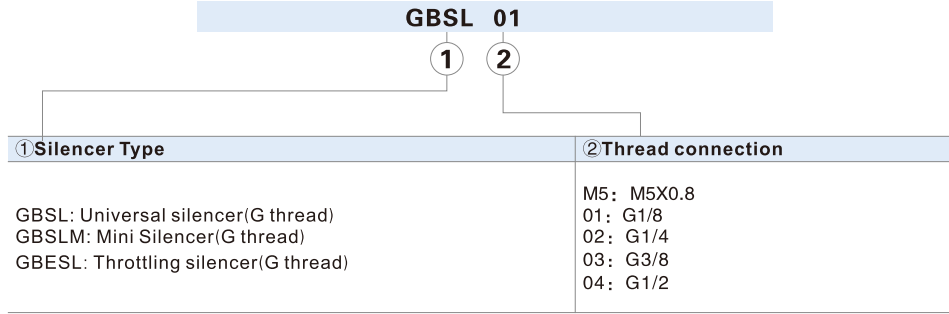 GBSL 01
① ②
①Silencer Type
②Thread connection
GBSL: Universal silencer(G thread)
GBSLM: Mini Silencer(G thread)
GBESL: Throttling silencer(G thread)
M5：M5X0.8
01：G1/8
02：G1/4
03：G3/8
04：G1/2